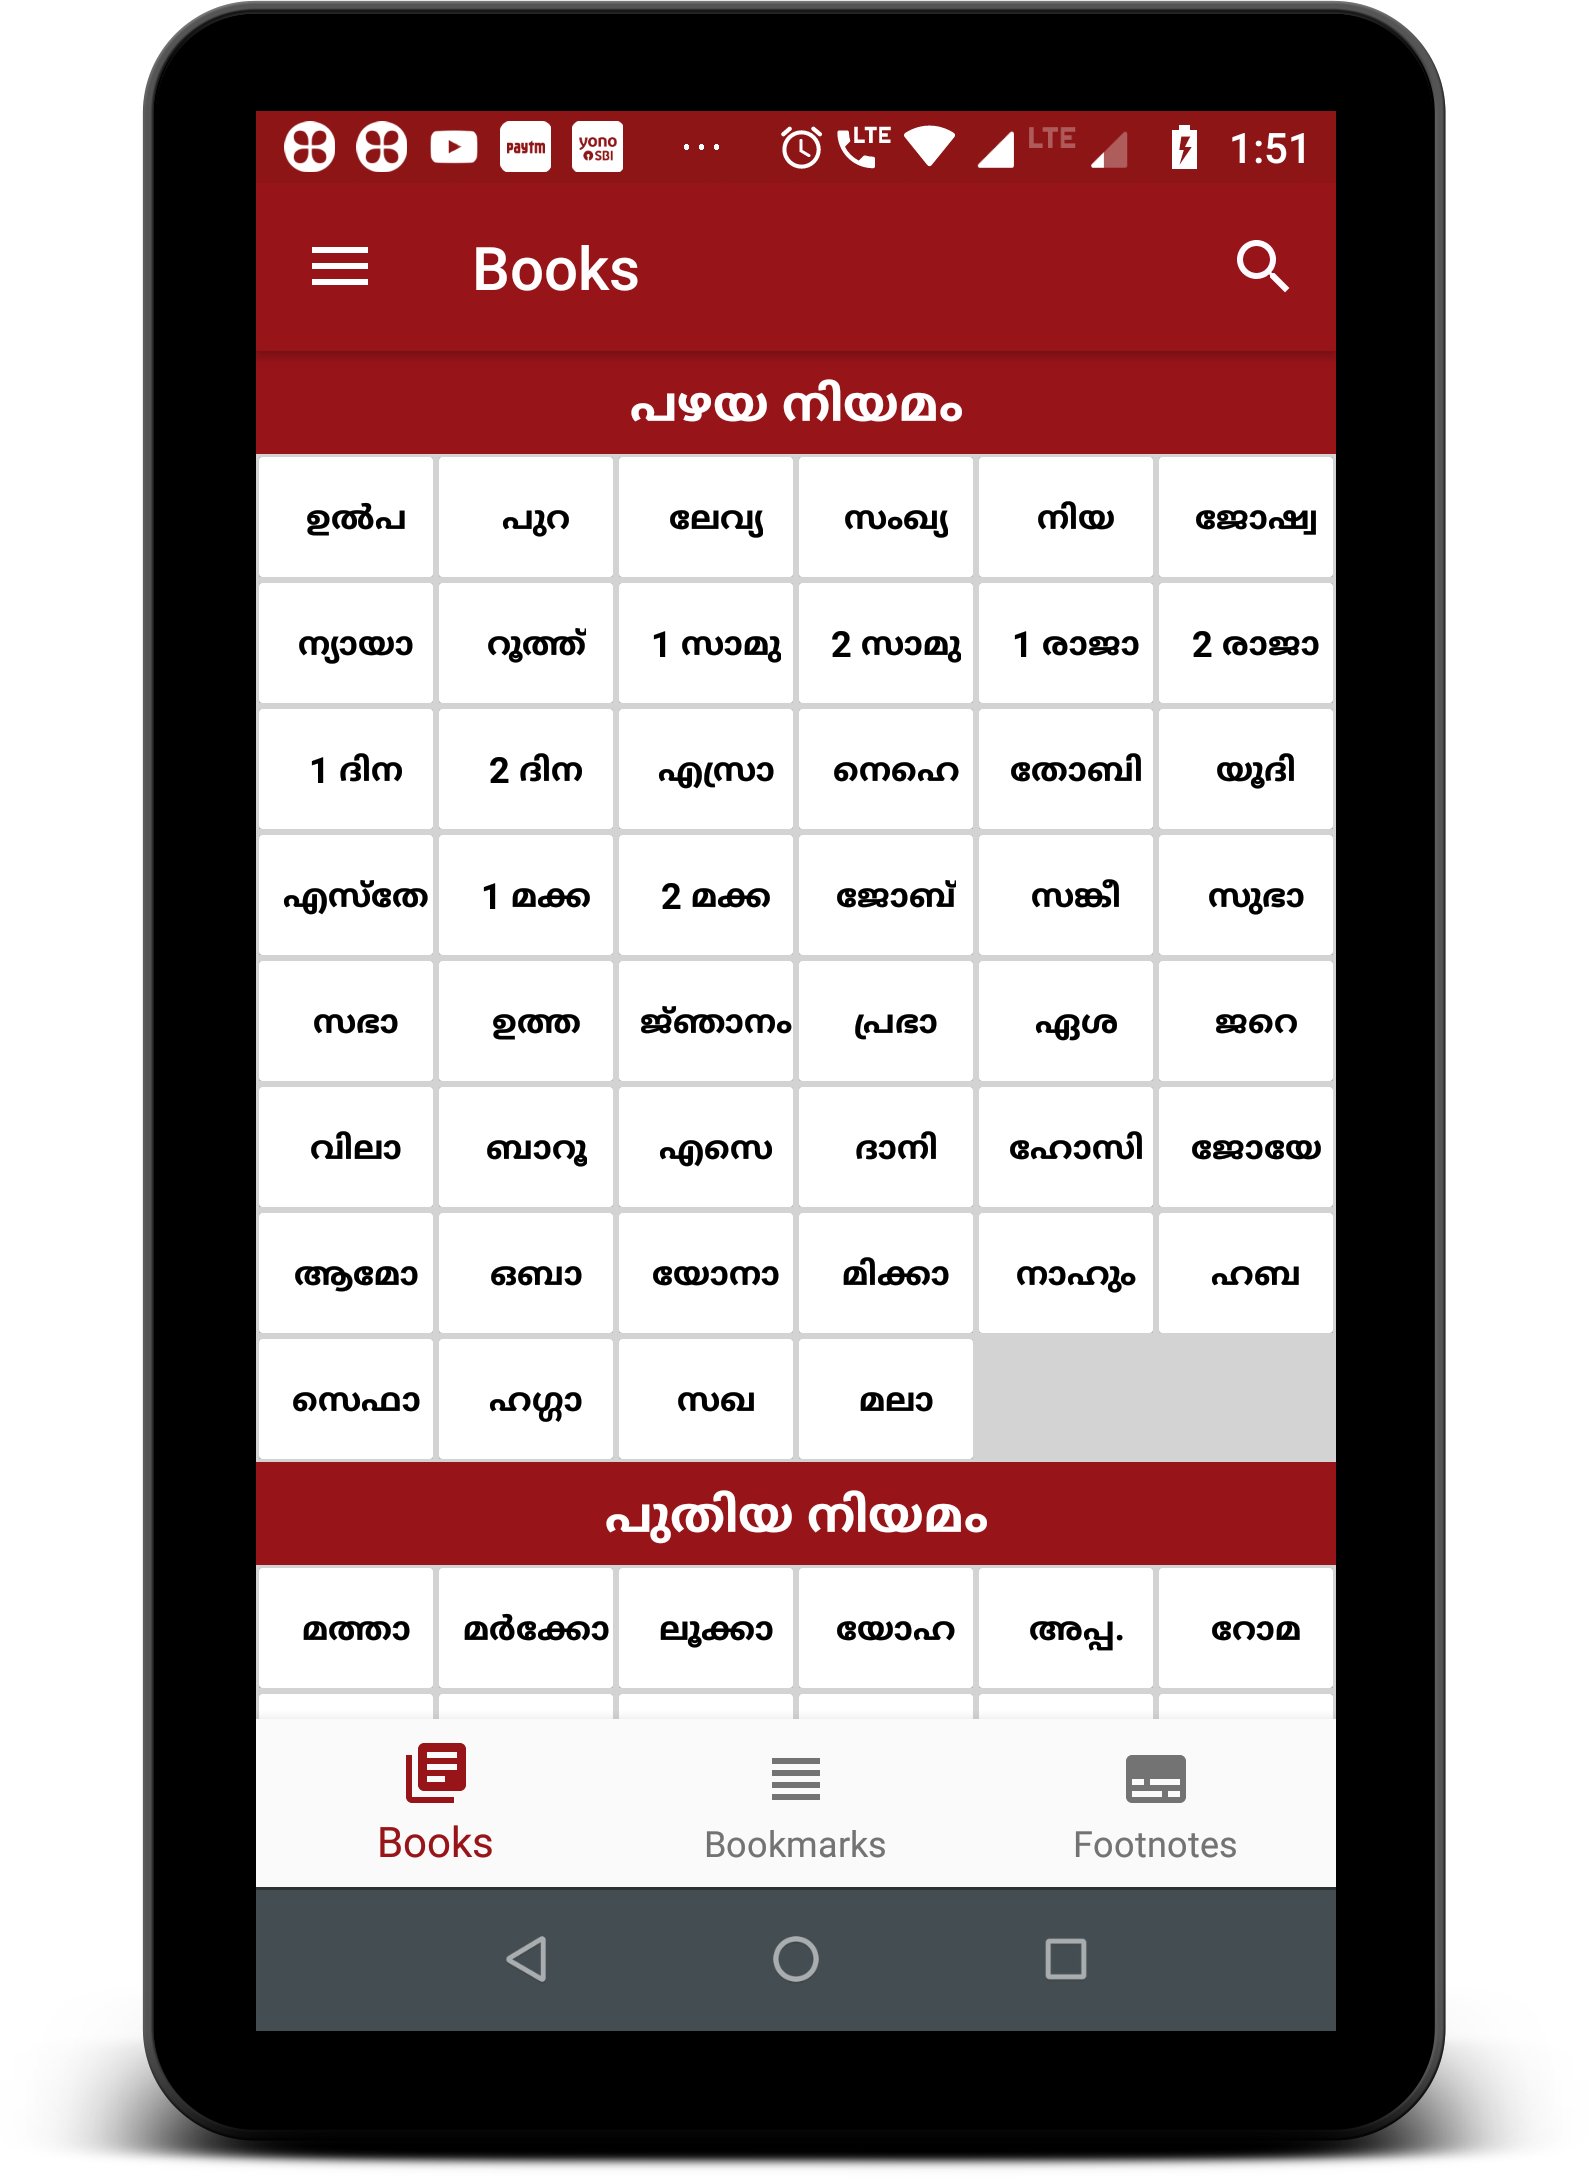 paytm yono SBI ... LTE LTE 1:51
Books
പഴയ നിയമം
ഉൽപ പുറ ലേവ്യ സംഖ്യ നിയ ജോഷ്വ
ന്യായാ റൂത്ത് 1 സാമു 2 സാമു 1 രാജാ 2 രാജാ
1 ദിന 2 ദിന എസ്രാ നെഹെ തോബി യൂദി
എസ്തേ 1 മക്ക 2 മക്ക ജോബ് സങ്കീ സുഭാ
സഭാ ഉത്ത ജ്ഞാനം പ്രഭാ ഏശ ജറെ
വിലാ ബാറൂ എസെ ദാനി ഹോസി ജോയേ
ആമോ ഒബാ യോനാ മിക്കാ നാഹും ഹബ
സെഫാ ഹഗ്ഗാ സഖ മലാ
പുതിയ നിയമം
മത്താ മർക്കോ ലൂക്കാ യോഹ അപ്പ. റോമ
Books Bookmarks Footnotes